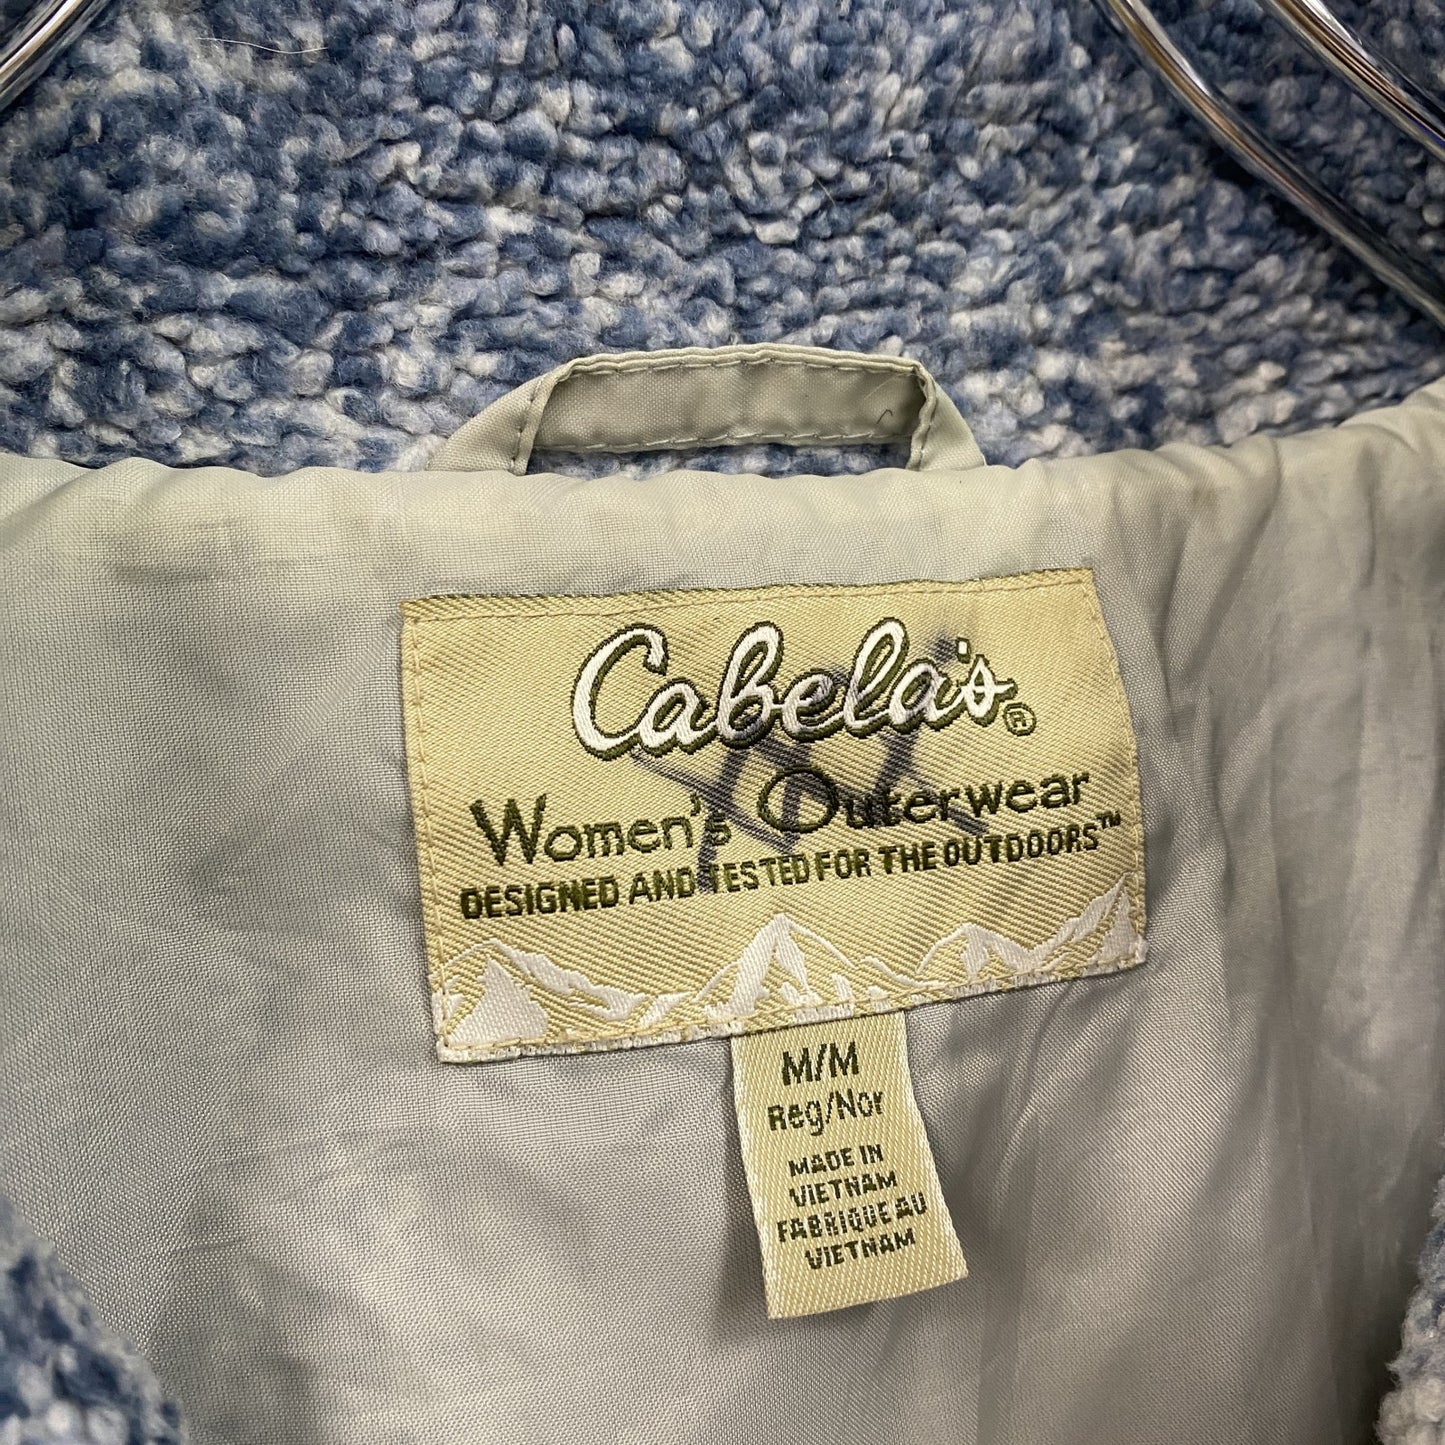 Cabela's®
Women's Outerwear
DESIGNED AND TESTED FOR THE OUTDOORS™
M/M
Reg/Nor
MADE IN
VIETNAM
FABRIQUE AU
VIETNAM